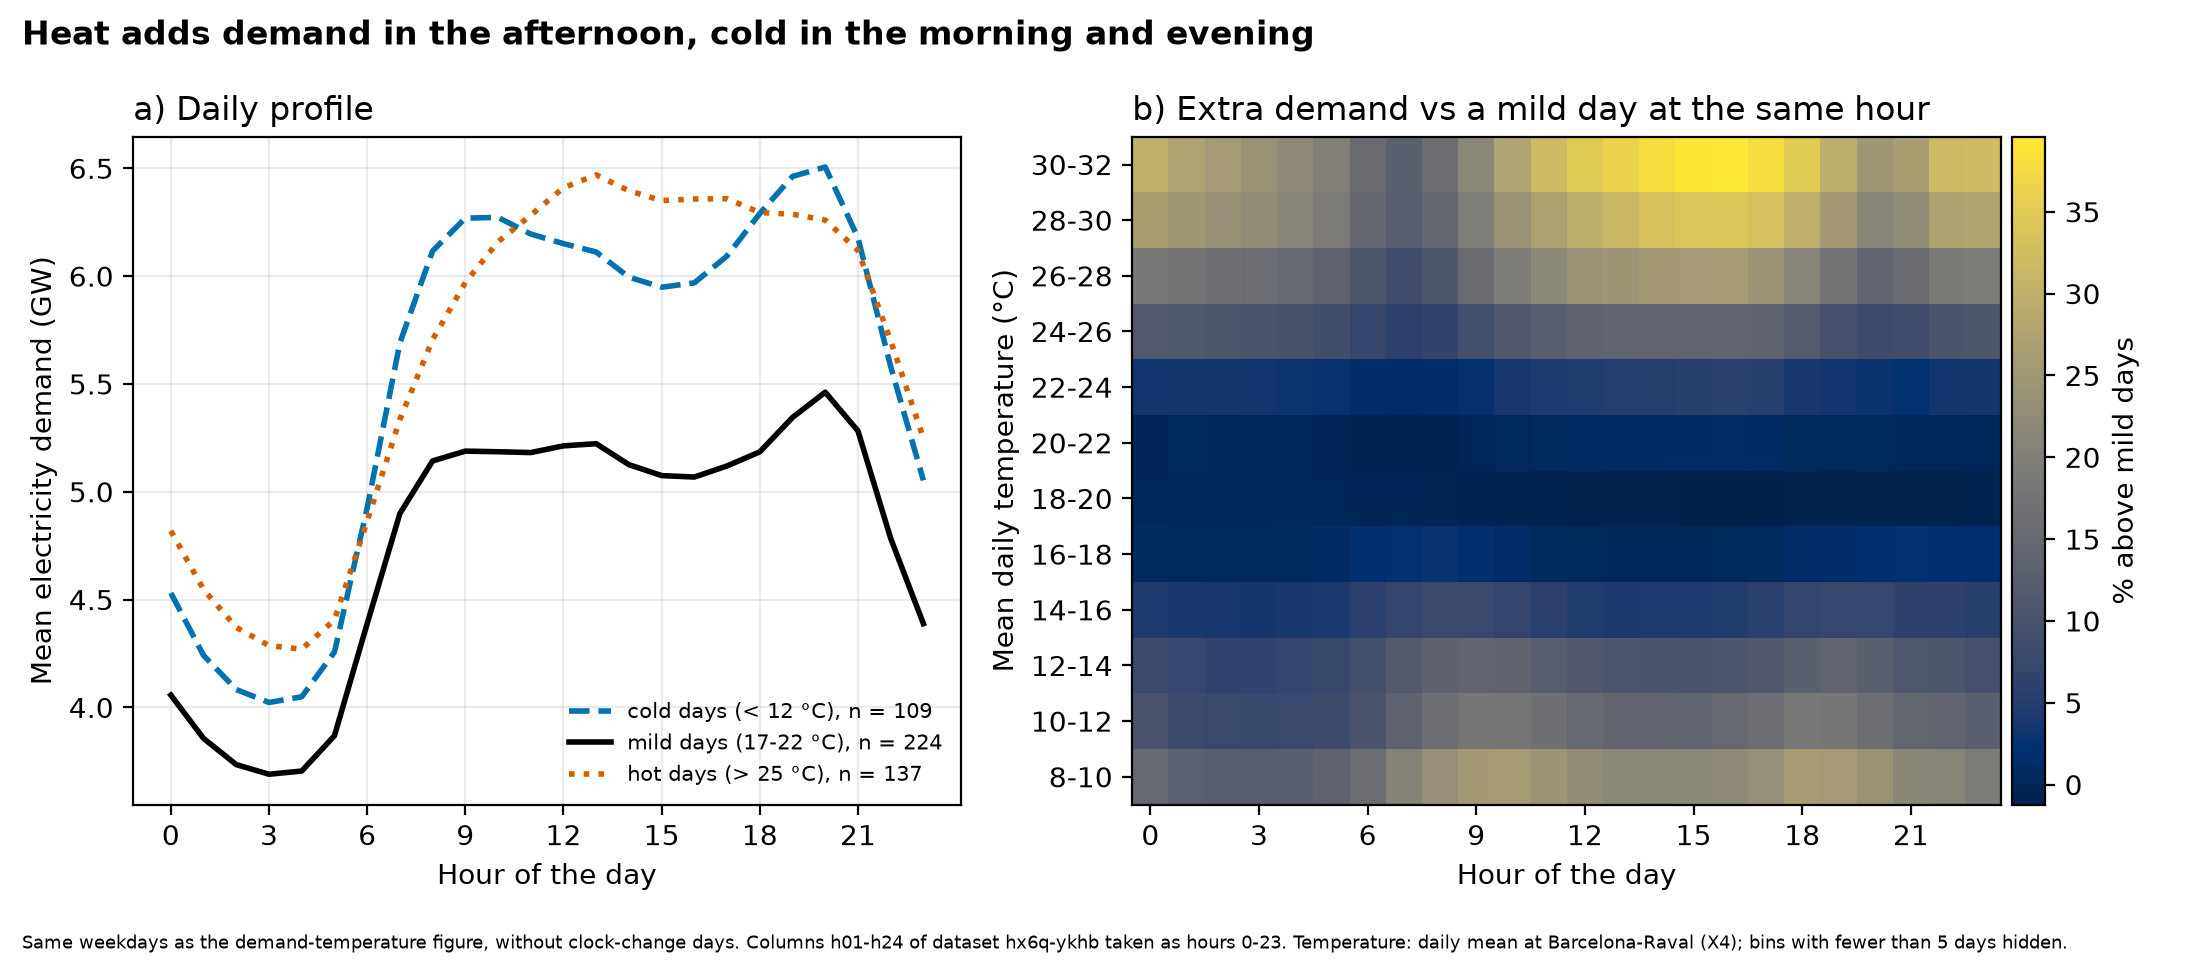 Heat adds demand in the afternoon, cold in the morning and evening
a) Daily profile
Mean electricity demand (GW)
6.5
6.0
5.5
5.0
4.5
4.0
cold days (< 12 °C), n = 109
mild days (17-22 °C), n = 224
hot days (> 25 °C), n = 137
0 3 6 9 12 15 18 21
Hour of the day
b) Extra demand vs a mild day at the same hour
Mean daily temperature (°C)
30-32
28-30
26-28
24-26
22-24
20-22
18-20
16-18
14-16
12-14
10-12
8-10
0 3 6 9 12 15 18 21
Hour of the day
35
30
25
20
15
10
5
0
% above mild days
Same weekdays as the demand-temperature figure, without clock-change days. Columns h01-h24 of dataset hx6q-ykhb taken as hours 0-23. Temperature: daily mean at Barcelona-Raval (X4); bins with fewer than 5 days hidden.